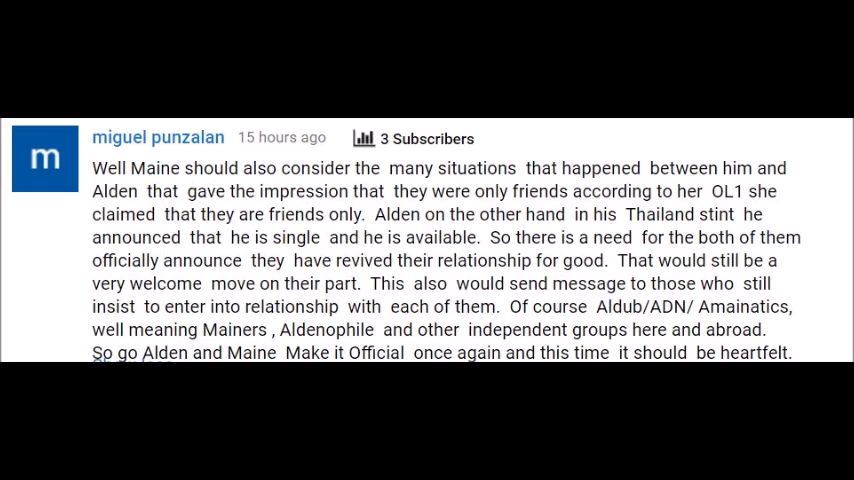 m
miguel punzalan 15 hours ago 3 Subscribers
Well Maine should also consider the many situations that happened between him and
Alden that gave the impression that they were only friends according to her OL1 she
claimed that they are friends only. Alden on the other hand in his Thailand stint he
announced that he is single and he is available. So there is a need for the both of them
officially announce they have revived their relationship for good. That would still be a
very welcome move on their part. This also would send message to those who still
insist to enter into relationship with each of them. Of course Aldub/ADN/ Amainatics,
well meaning Mainers , Aldenophile and other independent groups here and abroad.
So go Alden and Maine Make it Official once again and this time it should be heartfelt.